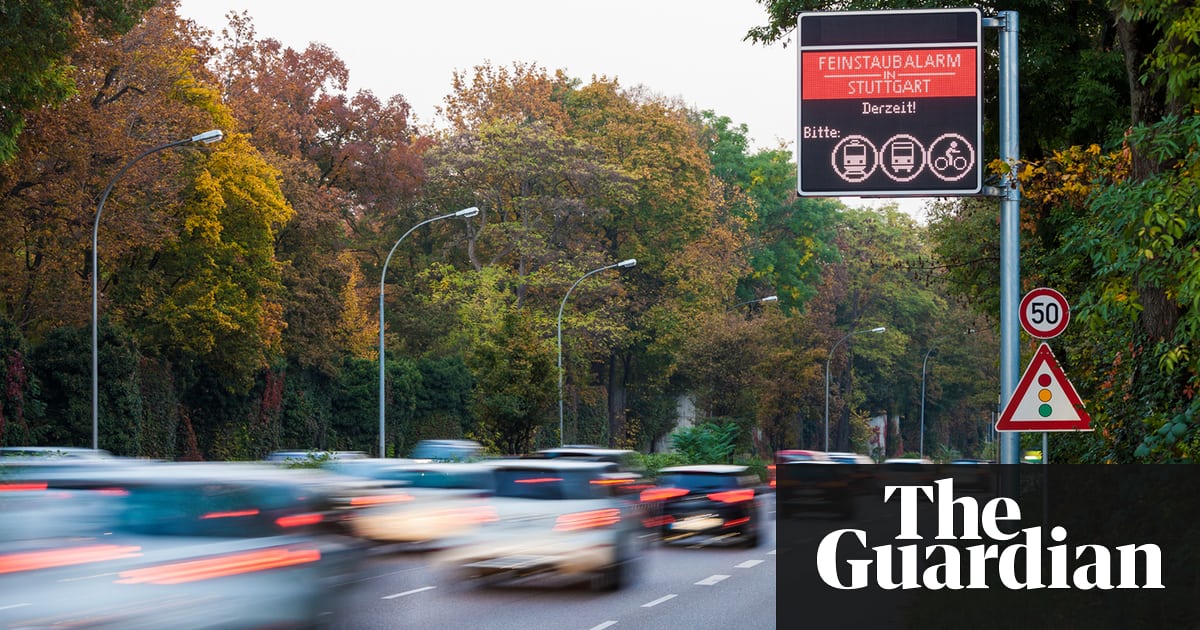 FEINSTAUBALARM
IN
STUTTGART
Derzeit!
Bitte:
50
The
Guardian